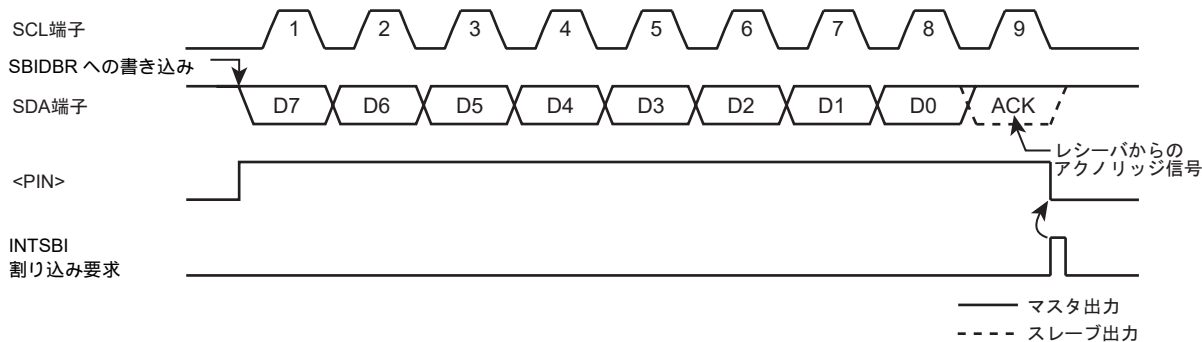 SCL端子 1 2 3 4 5 6 7 8 9
SBIDBR への書き込み
SDA端子 D7 D6 D5 D4 D3 D2 D1 D0 ACK
レシーバからの
アクノリッジ信号
<PIN>
INTSBI
割り込み要求
マスタ出力
スレーブ出力